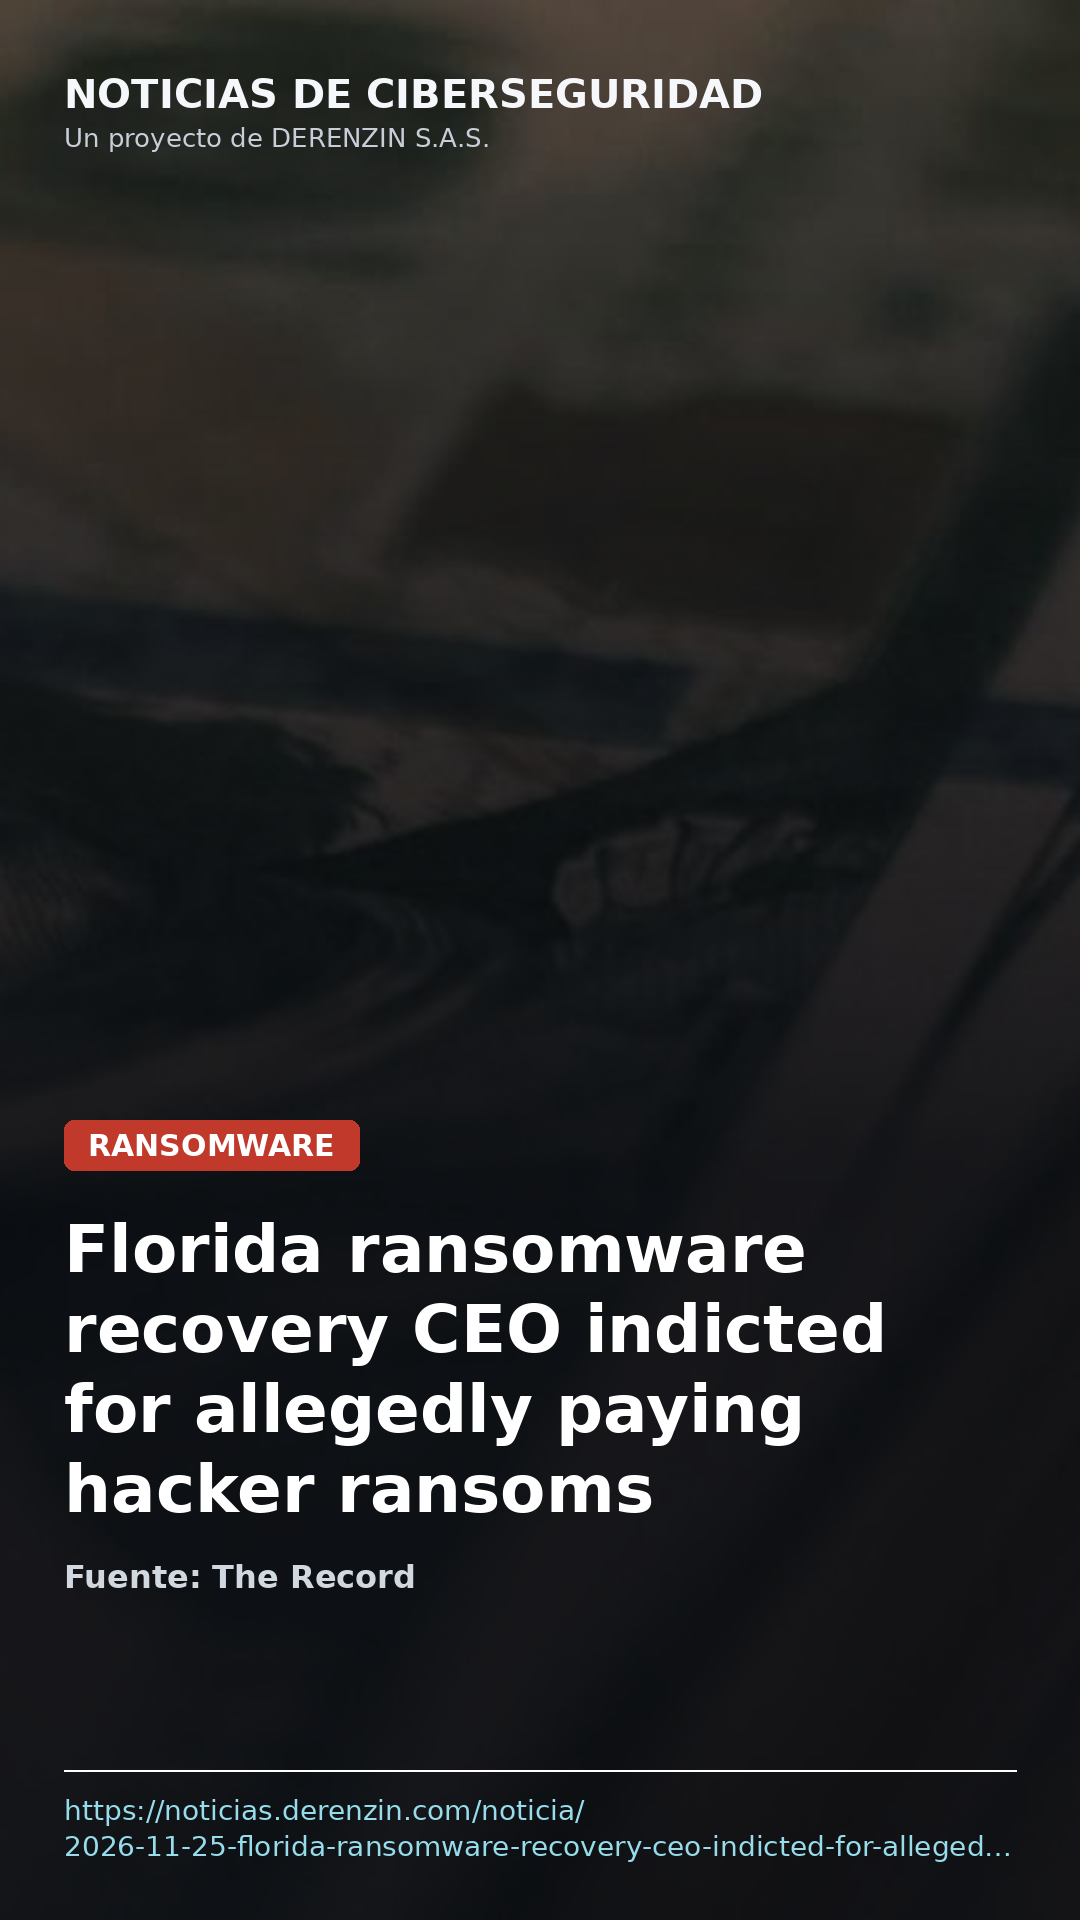 NOTICIAS DE CIBERSEGURIDAD
Un proyecto de DERENZIN S.A.S.
RANSOMWARE
Florida ransomware
recovery CEO indicted
for allegedly paying
hacker ransoms
Fuente: The Record
https://noticias.derenzin.com/noticia/
2026-11-25-florida-ransomware-recovery-ceo-indicted-for-alleged...